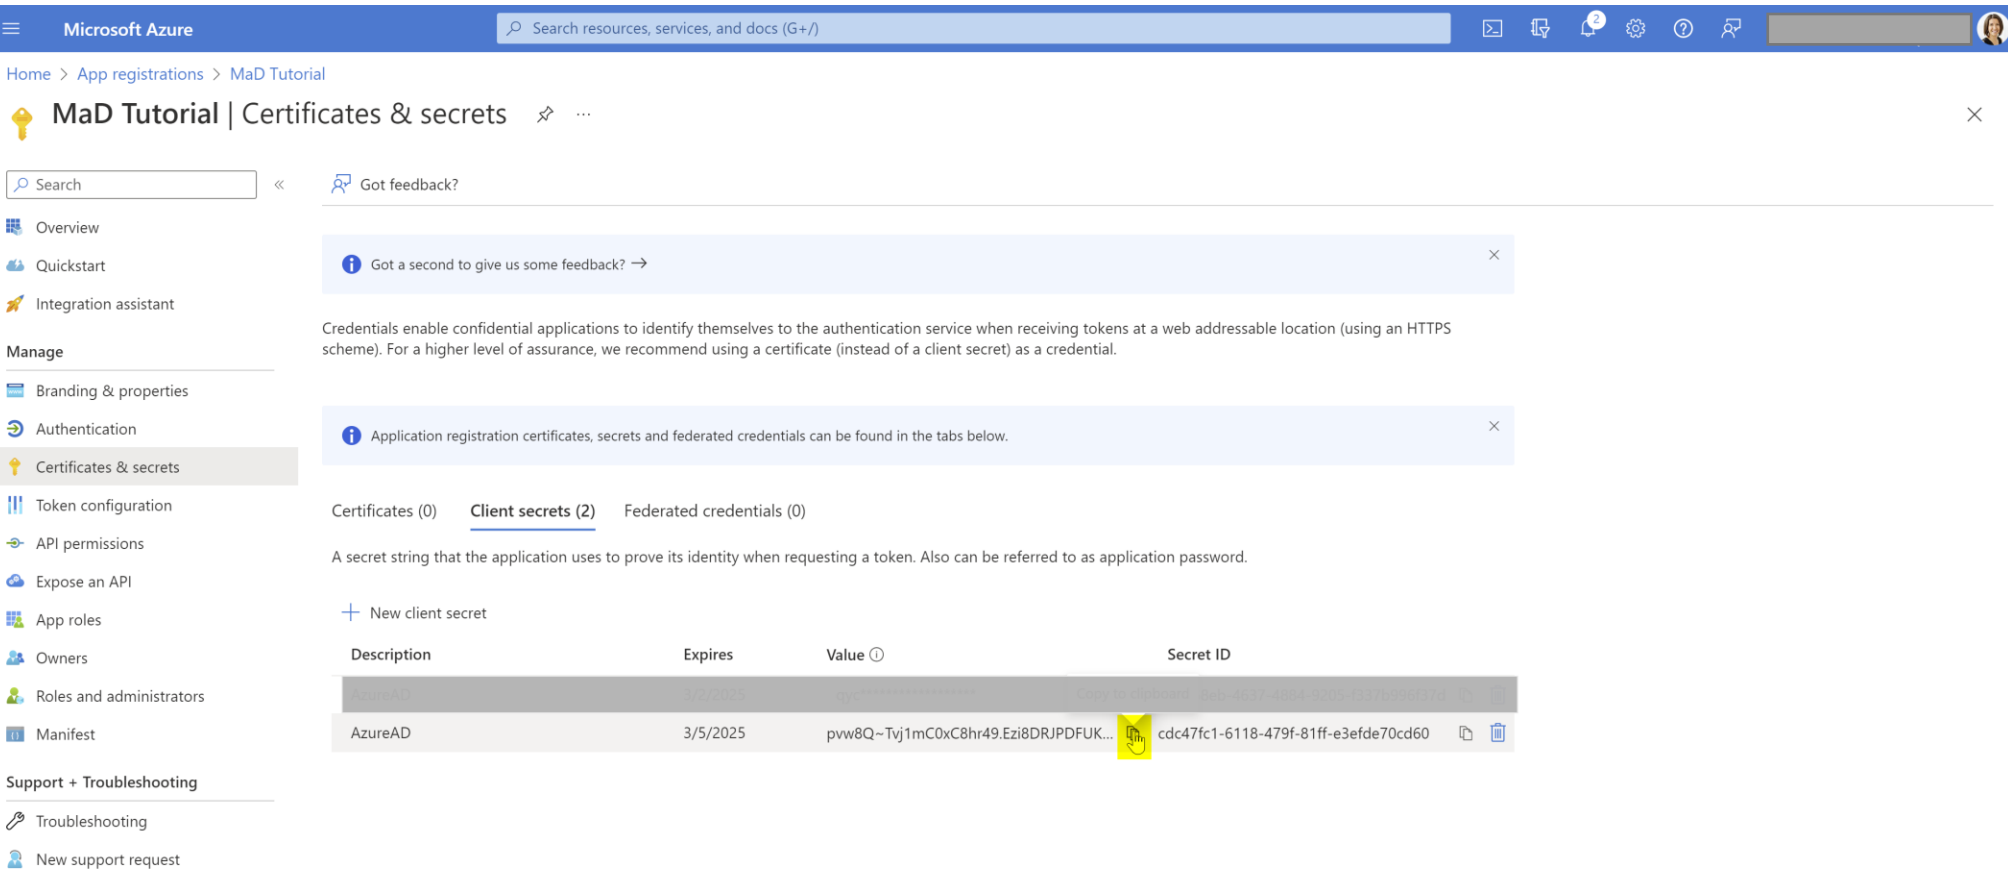 Microsoft Azure
Search resources, services, and docs (G+/)
2
Home > App registrations > MaD Tutorial
MaD Tutorial | Certificates & secrets
Search
Got feedback?
Overview
Quickstart
Integration assistant
Got a second to give us some feedback? →
Credentials enable confidential applications to identify themselves to the authentication service when receiving tokens at a web addressable location (using an HTTPS
scheme). For a higher level of assurance, we recommend using a certificate (instead of a client secret) as a credential.
Manage
Branding & properties
Authentication
Certificates & secrets
Token configuration
API permissions
Expose an API
App roles
Owners
Roles and administrators
Manifest
Support + Troubleshooting
Troubleshooting
New support request
Application registration certificates, secrets and federated credentials can be found in the tabs below.
Certificates (0) Client secrets (2) Federated credentials (0)
A secret string that the application uses to prove its identity when requesting a token. Also can be referred to as application password.
New client secret
Description Expires Value Secret ID
AzureAD 3/2/2025 Copy to clipboard
AzureAD 3/5/2025 pvw8Q~Tvj1mC0xC8hr49.Ezi8DRJPDFUK... cdc47fc1-6118-479f-81ff-e3efde70cd60